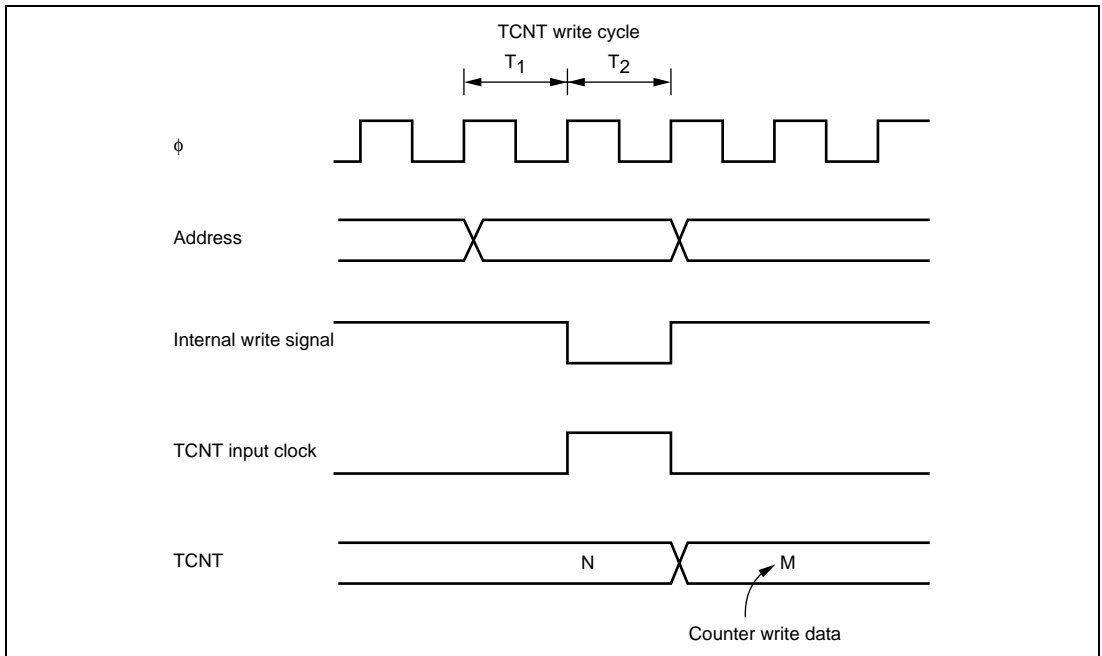 TCNT write cycle
T1 T2
ϕ
Address
Internal write signal
TCNT input clock
TCNT N M
Counter write data